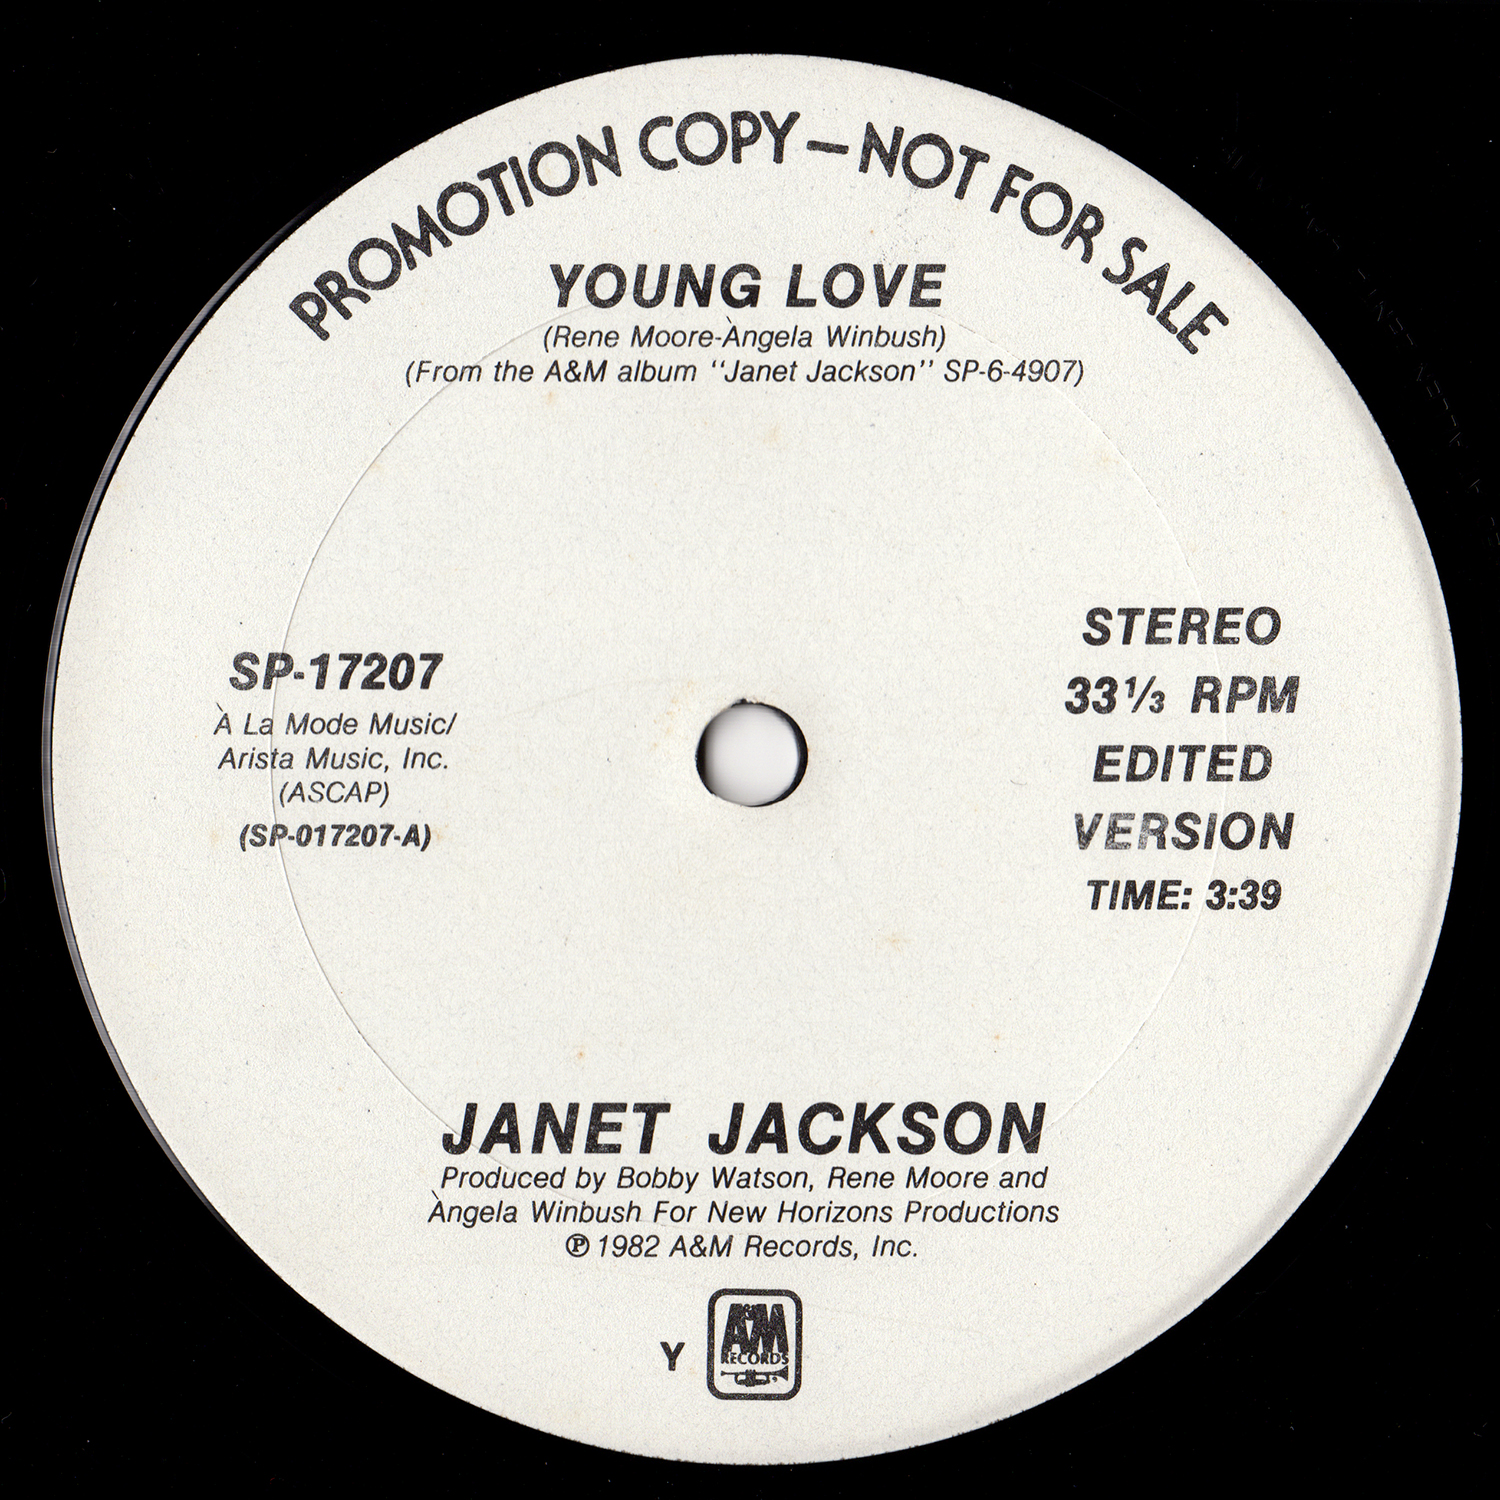 PROMOTION COPY—NOT FOR SALE
YOUNG LOVE
(Rene Moore-Àngela Winbush)
(From the A&M album "Janet Jackson" SP-6-4907)
SP-17207
À La Mode Music/
Arista Music, Inc.
(ASCAP)
(SP-017207-A)
STEREO
33⅓ RPM
EDITED
VERSION
TIME: 3:39
JANET JACKSON
Produced by Bobby Watson, Rene Moore and
Àngela Winbush For New Horizons Productions
℗ 1982 A&M Records, Inc.
Y
A&M
RECORDS